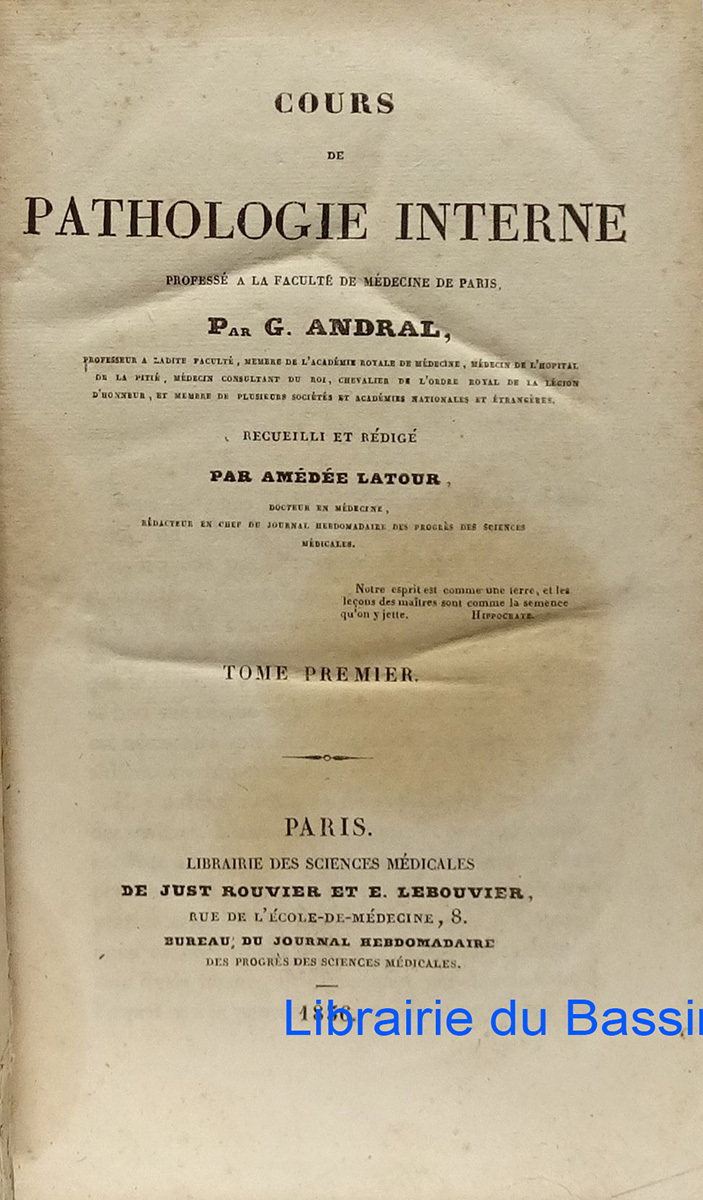 COURS
DE
PATHOLOGIE INTERNE
PROFESSÉ A LA FACULTÉ DE MÉDECINE DE PARIS,
PAR G. ANDRAL,
PROFESSEUR A LADITE FACULTÉ, MEMBRE DE L'ACADÉMIE ROYALE DE MÉDECINE, MÉDECIN DE L'HOPITAL
DE LA PITIÉ, MÉDECIN CONSULTANT DU ROI, CHEVALIER DE L'ORDRE ROYAL DE LA LÉGION
D'HONNEUR, ET MEMBRE DE PLUSIEURS SOCIÉTÉS ET ACADÉMIES NATIONALES ET ÉTRANGÈRES.
RECUEILLI ET RÉDIGÉ
PAR AMÉDÉE LATOUR,
DOCTEUR EN MÉDECINE,
RÉDACTEUR EN CHEF DU JOURNAL HEBDOMADAIRE DES PROGRÈS DES SCIENCES
MÉDICALES.
Notre esprit est comme une terre, et les
leçons des maîtres sont comme la semence
qu'on y jette. HIPPOCRATE.
TOME PREMIER.
PARIS.
LIBRAIRIE DES SCIENCES MÉDICALES
DE JUST ROUVIER ET E. LEBOUVIER,
RUE DE L'ÉCOLE-DE-MÉDECINE, 8.
BUREAU DU JOURNAL HEBDOMADAIRE
DES PROGRÈS DES SCIENCES MÉDICALES.
1836.
Librairie du Bassin